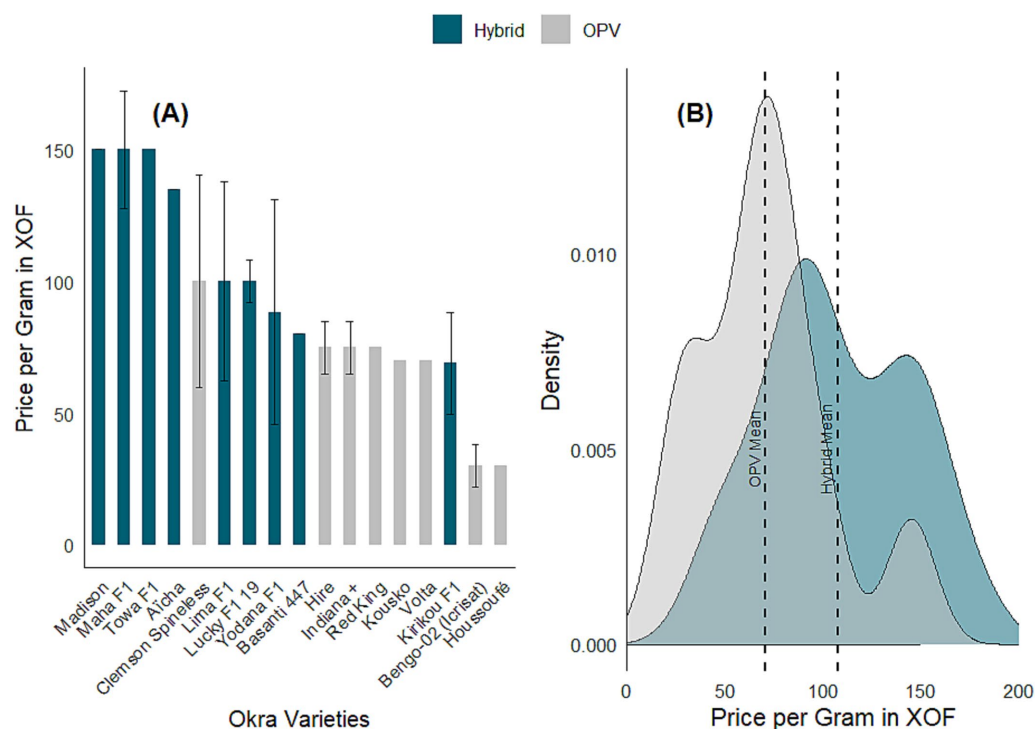 Hybrid OPV
(A)
Price per Gram in XOF
150
100
50
0
Madison
Maha F1
Towa F1
Aïcha
Clemson Spineless
Lima F1
Lucky F1 19
Yodana F1
Basanti 447
Hire
Indiana +
Red King
Kousko
Volta
Kirikou F1
Bengo-02 (Icrisat)
Houssoufé
Okra Varieties
(B)
Density
0.010
0.005
0.000
OPV Mean
Hybrid Mean
0 50 100 150 200
Price per Gram in XOF